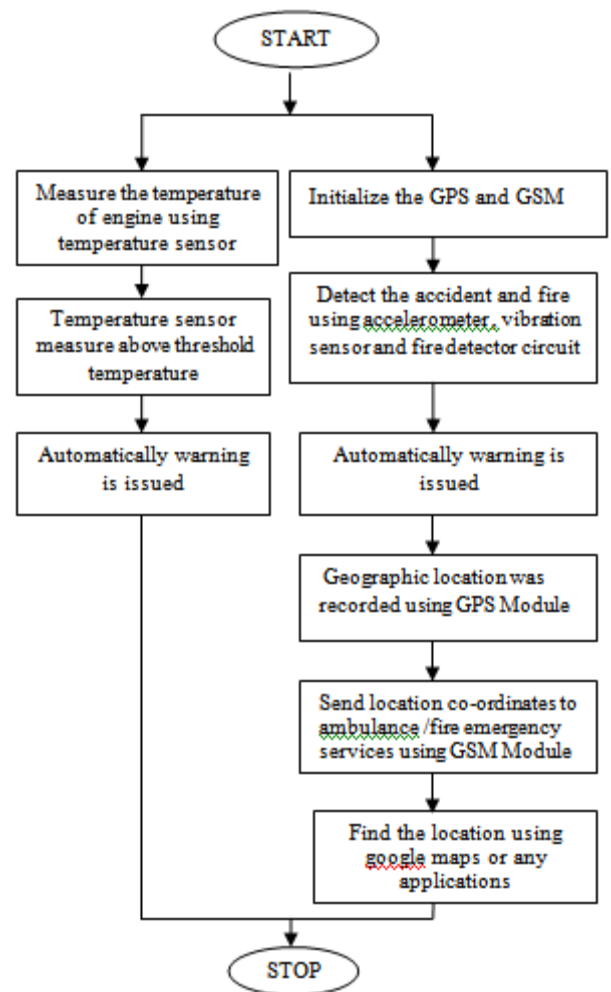 START
Measure the temperature
of engine using
temperature sensor
Temperature sensor
measure above threshold
temperature
Automatically warning
is issued
Initialize the GPS and GSM
Detect the accident and fire
using accelerometer, vibration
sensor and fire detector circuit
Automatically warning is
issued
Geographic location was
recorded using GPS Module
Send location co-ordinates to
ambulance /fire emergency
services using GSM Module
Find the location using
google maps or any
applications
STOP